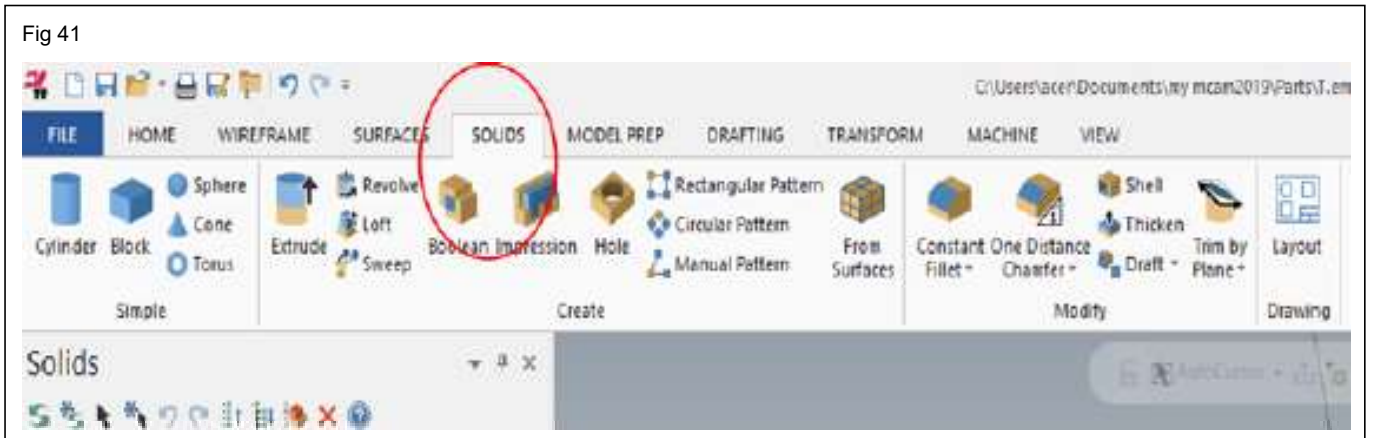 Fig 41
C:\Users\acer\Documents\my mcam2019\Parts\T.em
FILE HOME WIREFRAME SURFACES SOLIDS MODEL PREP DRAFTING TRANSFORM MACHINE VIEW
Cylinder Block Sphere Cone Torus
Extrude Revolve Loft Sweep Boolean Impression Hole Rectangular Pattern Circular Pattern Manual Pattern From Surfaces
Constant Fillet One Distance Chamfer Shell Thicken Draft Trim by Plane
Layout
Simple Create Modify Drawing
Solids
AutoCursor